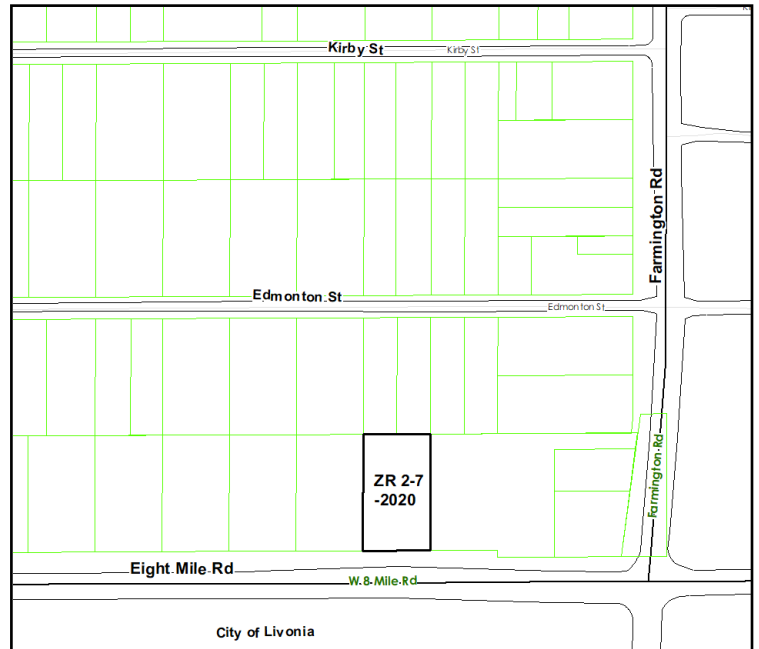 Kirby St
Kirby St
Farmington Rd
Edmonton St
Edmonton St
ZR 2-7
-2020
Farmington Rd
Eight Mile Rd
W 8 Mile Rd
City of Livonia